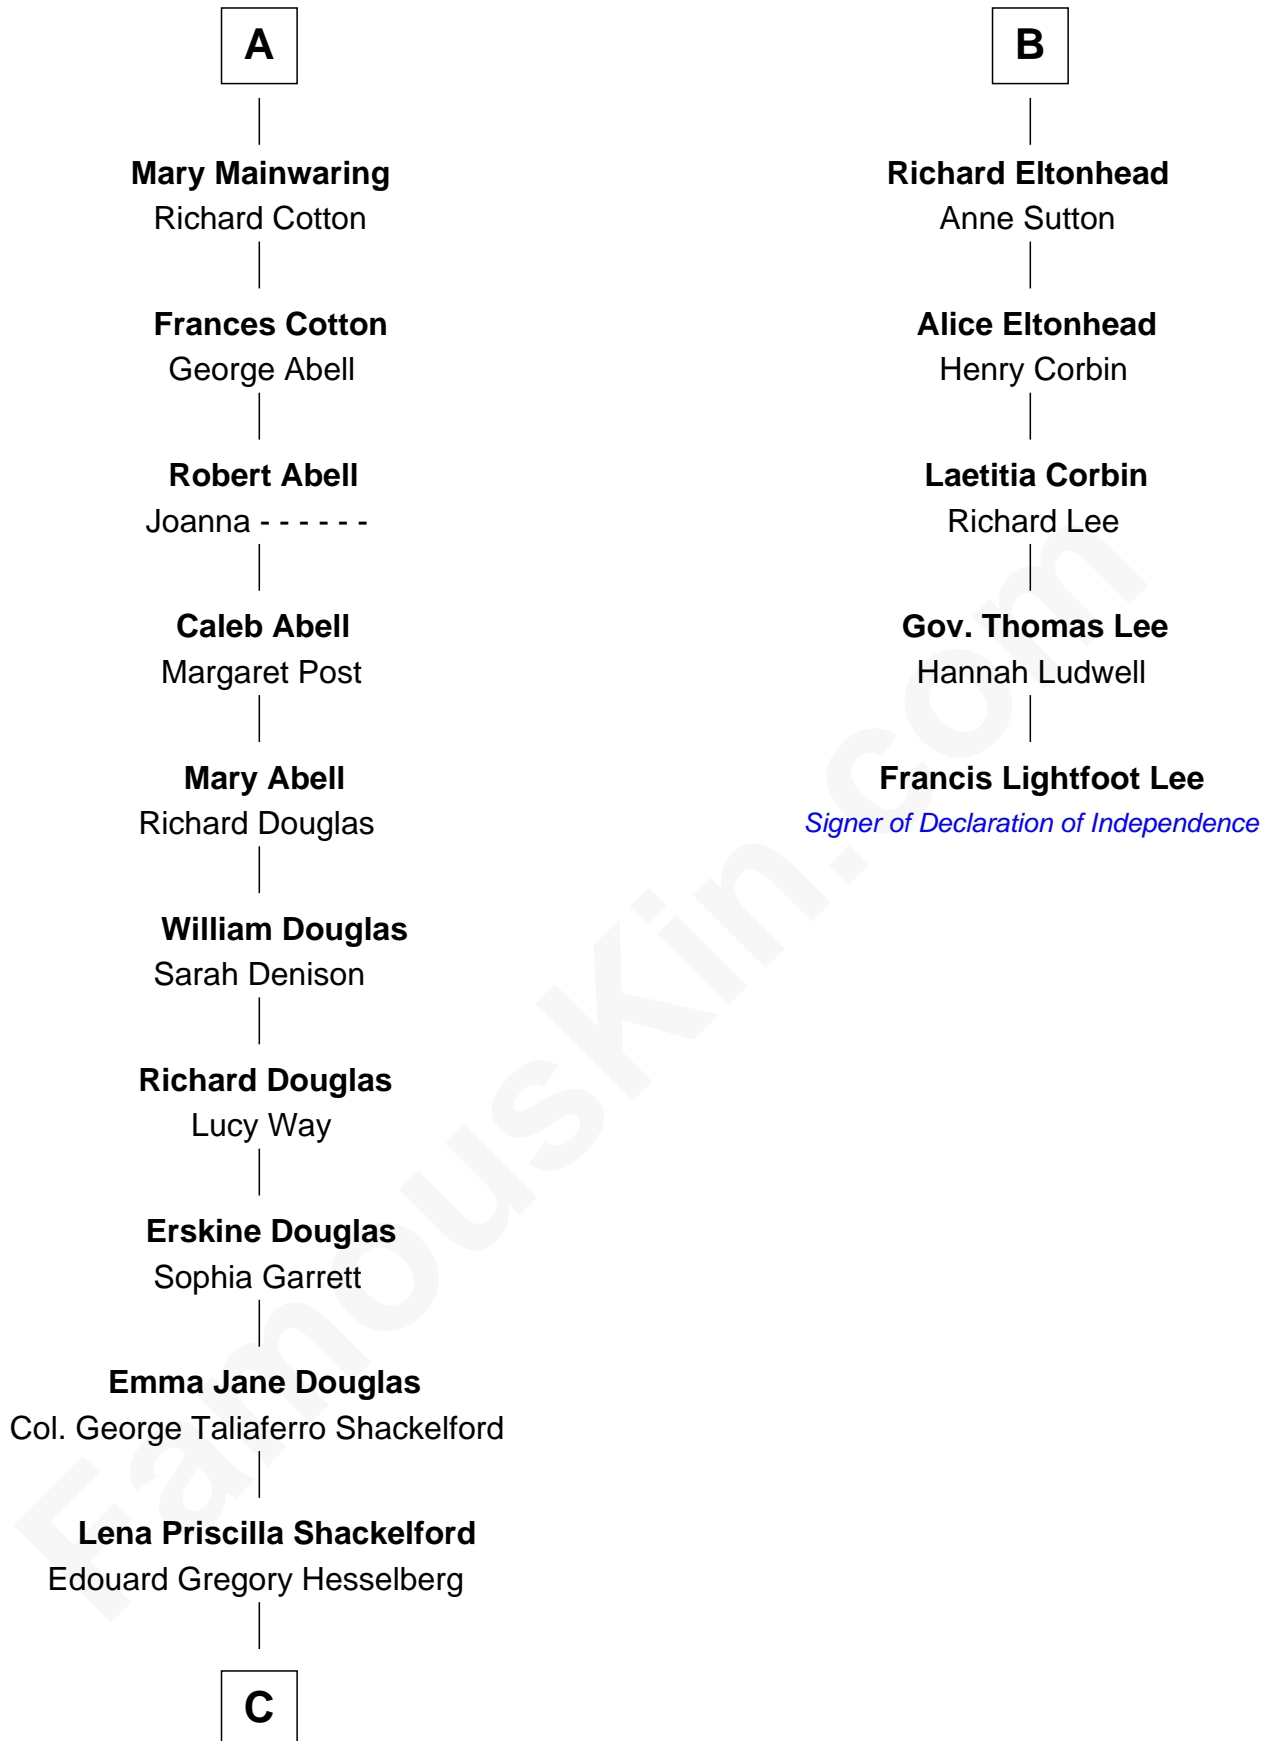 A
Mary Mainwaring
Richard Cotton
Frances Cotton
George Abell
Robert Abell
Joanna - - - - - -
Caleb Abell
Margaret Post
Mary Abell
Richard Douglas
William Douglas
Sarah Denison
Richard Douglas
Lucy Way
Erskine Douglas
Sophia Garrett
Emma Jane Douglas
Col. George Taliaferro Shackelford
Lena Priscilla Shackelford
Edouard Gregory Hesselberg
C
B
Richard Eltonhead
Anne Sutton
Alice Eltonhead
Henry Corbin
Laetitia Corbin
Richard Lee
Gov. Thomas Lee
Hannah Ludwell
Francis Lightfoot Lee
Signer of Declaration of Independence
FamousKin.com